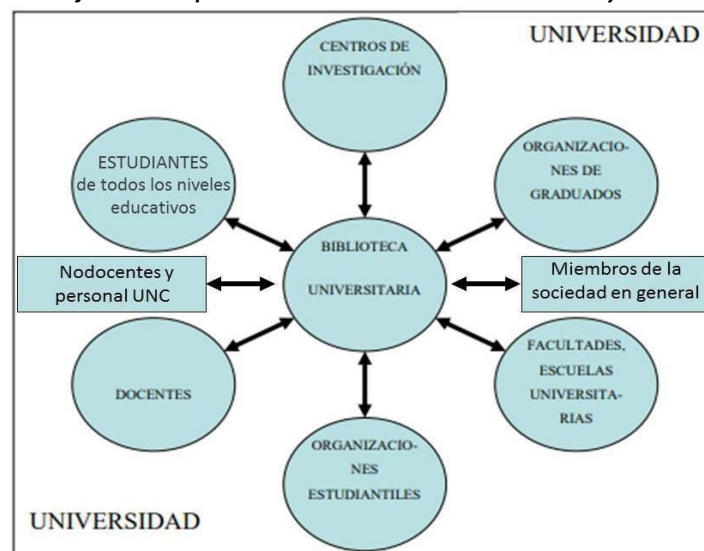 UNIVERSIDAD
CENTROS DE
INVESTIGACIÓN
ESTUDIANTES
de todos los niveles
educativos
ORGANIZACIO-
NES DE
GRADUADOS
BIBLIOTECA
UNIVERSITARIA
Nodocentes y
personal UNC
Miembros de la
sociedad en general
DOCENTES
FACULTADES,
ESCUELAS
UNIVERSITA-
RIAS
ORGANIZACIO-
NES
ESTUDIANTILES
UNIVERSIDAD